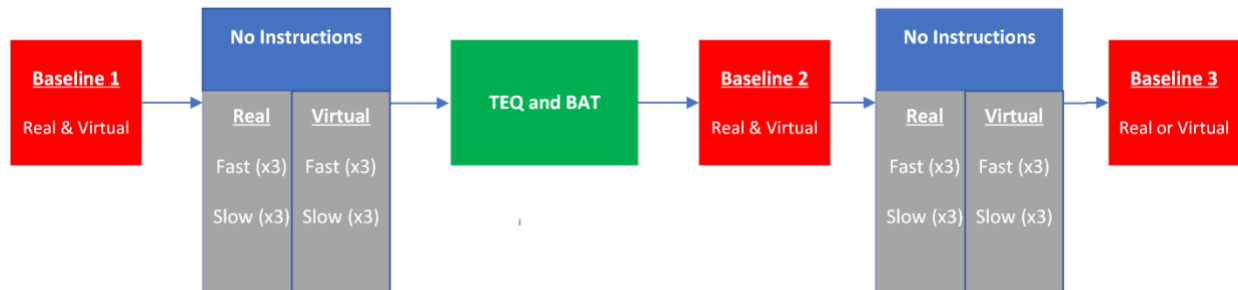 Baseline 1
Real & Virtual
No Instructions
Real Virtual
Fast (x3) Fast (x3)
Slow (x3) Slow (x3)
TEQ and BAT
Baseline 2
Real & Virtual
No Instructions
Real Virtual
Fast (x3) Fast (x3)
Slow (x3) Slow (x3)
Baseline 3
Real or Virtual